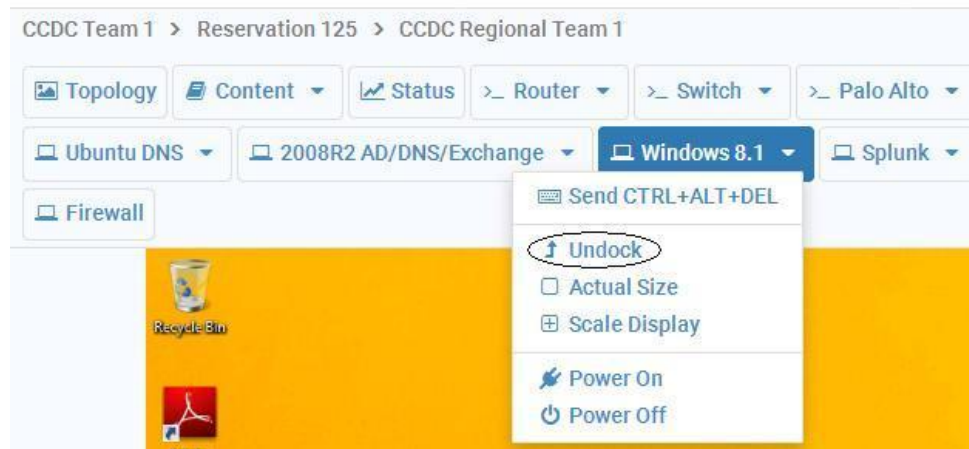 CCDC Team 1 > Reservation 125 > CCDC Regional Team 1
Topology Content Status >_ Router >_ Switch >_ Palo Alto
Ubuntu DNS 2008R2 AD/DNS/Exchange Windows 8.1 Splunk
Firewall
Send CTRL+ALT+DEL
Undock
Actual Size
Scale Display
Power On
Power Off
Recycle Bin